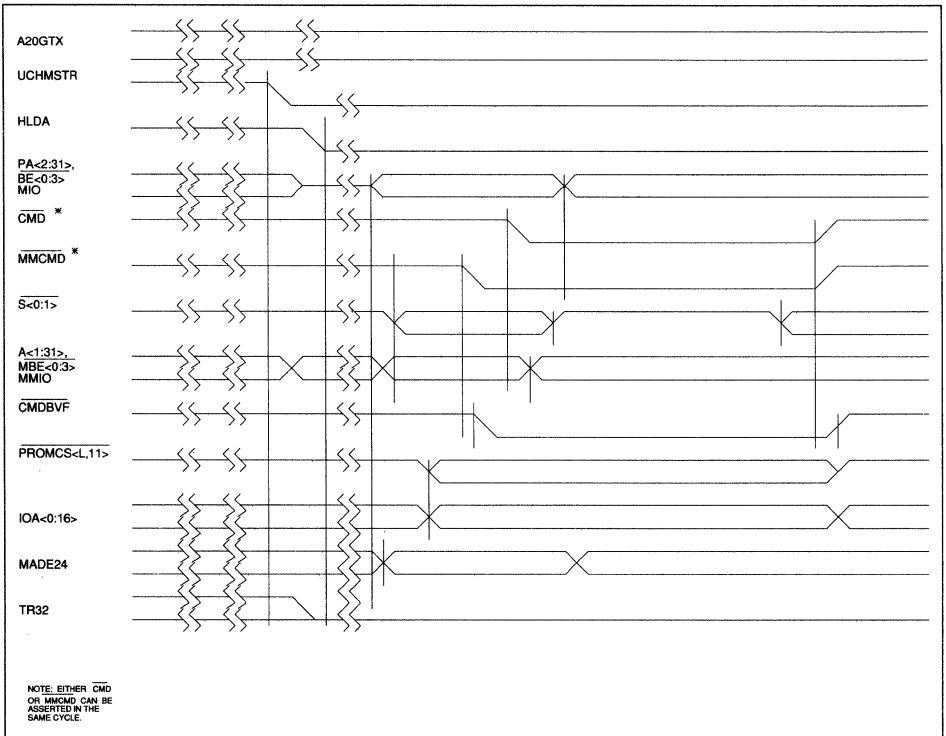 A20GTX
UCHMSTR
HLDA
PA<2:31>,
BE<0:3>
MIO
CMD *
MMCMD *
S<0:1>
A<1:31>,
MBE<0:3>
MMIO
CMDBVF
PROMCS<L,11>
IOA<0:16>
MADE24
TR32
NOTE: EITHER CMD
OR MMCMD CAN BE
ASSERTED IN THE
SAME CYCLE.